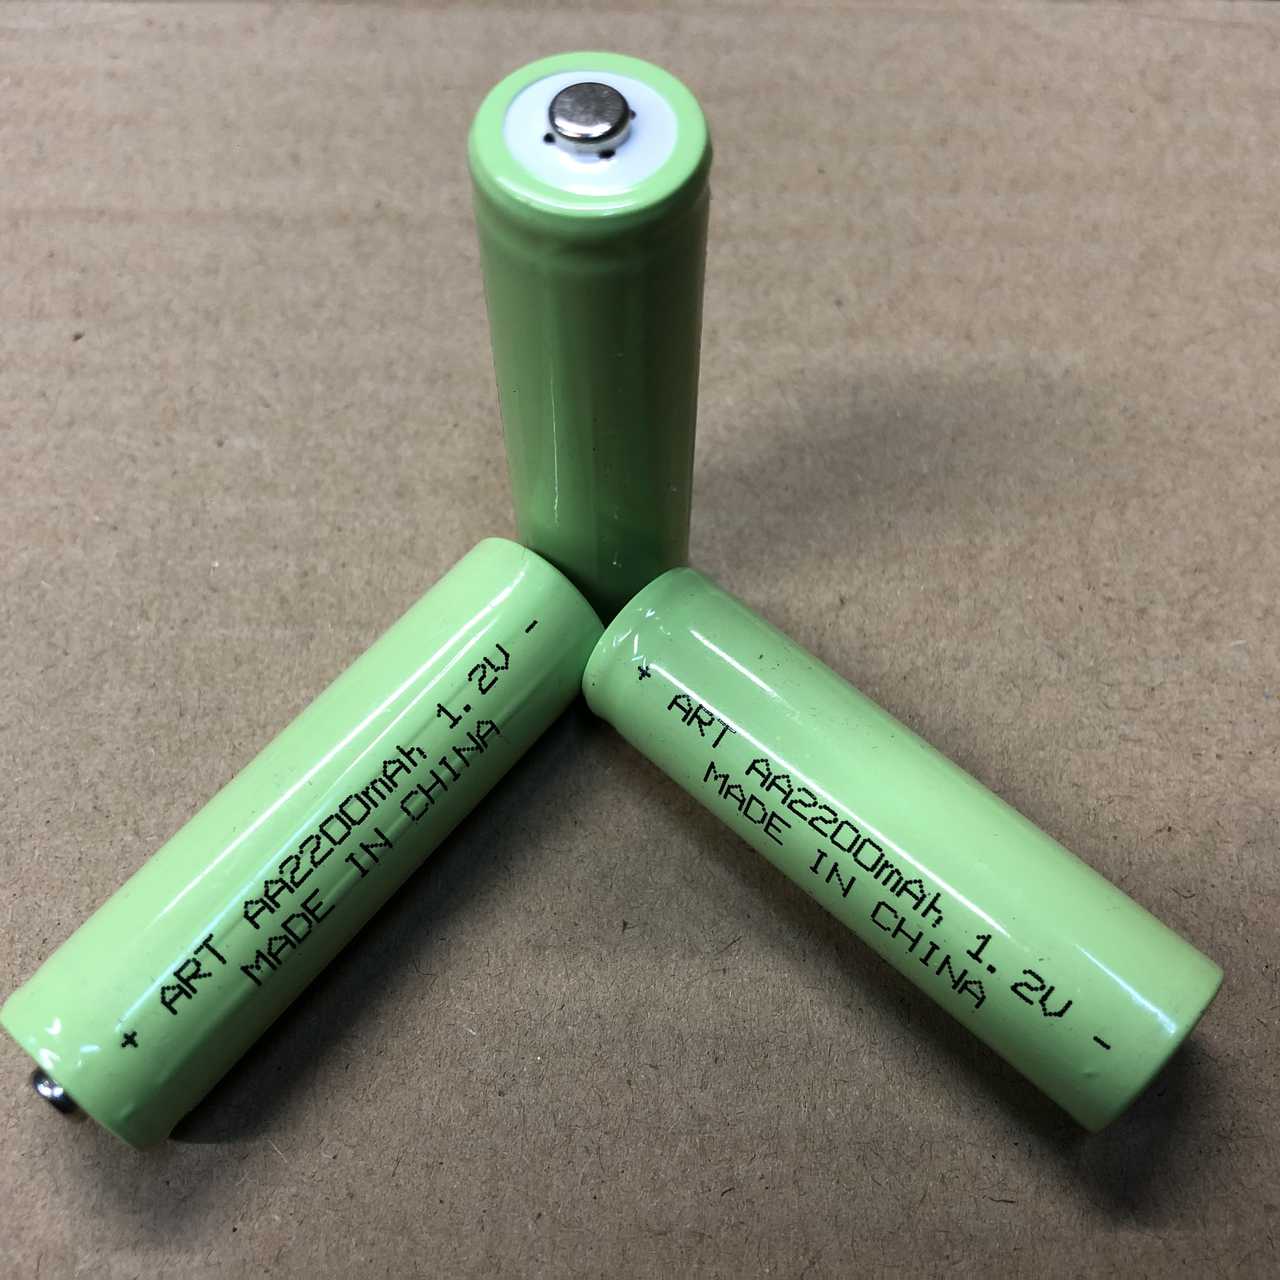 + ART AA2200mAh 1.2V -
MADE IN CHINA
+ ART AA2200mAh 1.2V -
MADE IN CHINA